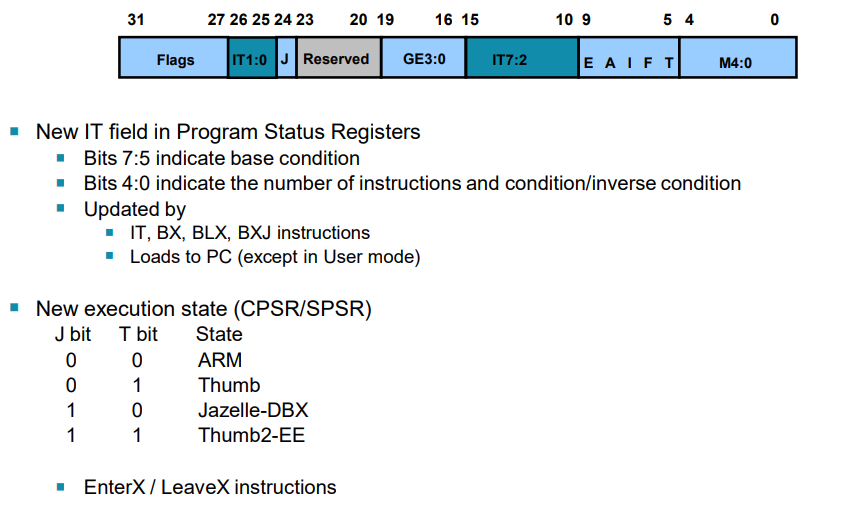 31 27 26 25 24 23 20 19 16 15 10 9 5 4 0
Flags IT1:0 J Reserved GE3:0 IT7:2 E A I F T M4:0
New IT field in Program Status Registers
Bits 7:5 indicate base condition
Bits 4:0 indicate the number of instructions and condition/inverse condition
Updated by
IT, BX, BLX, BXJ instructions
Loads to PC (except in User mode)
New execution state (CPSR/SPSR)
J bit T bit State
0 0 ARM
0 1 Thumb
1 0 Jazelle-DBX
1 1 Thumb2-EE
EnterX / LeaveX instructions